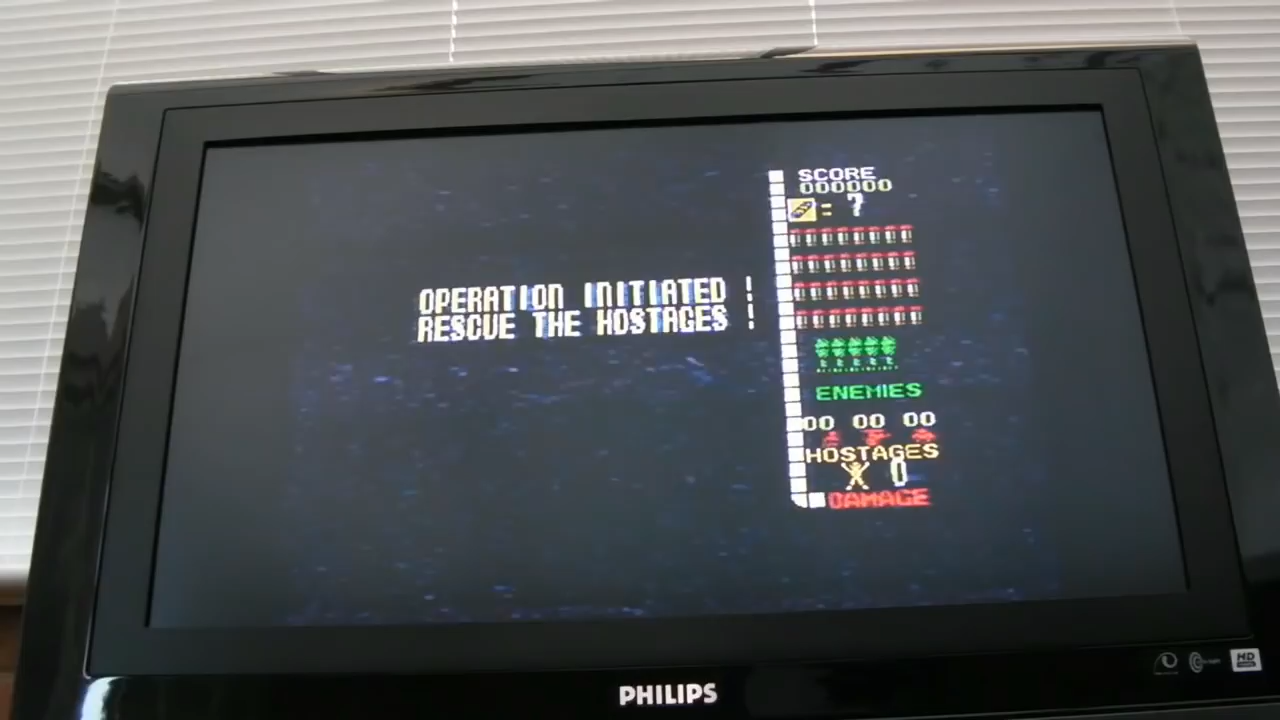 OPERATION INITIATED !
RESCUE THE HOSTAGES !
SCORE
000000
= 7
ENEMIES
00 00 00
HOSTAGES
0
DAMAGE
PHILIPS
HD